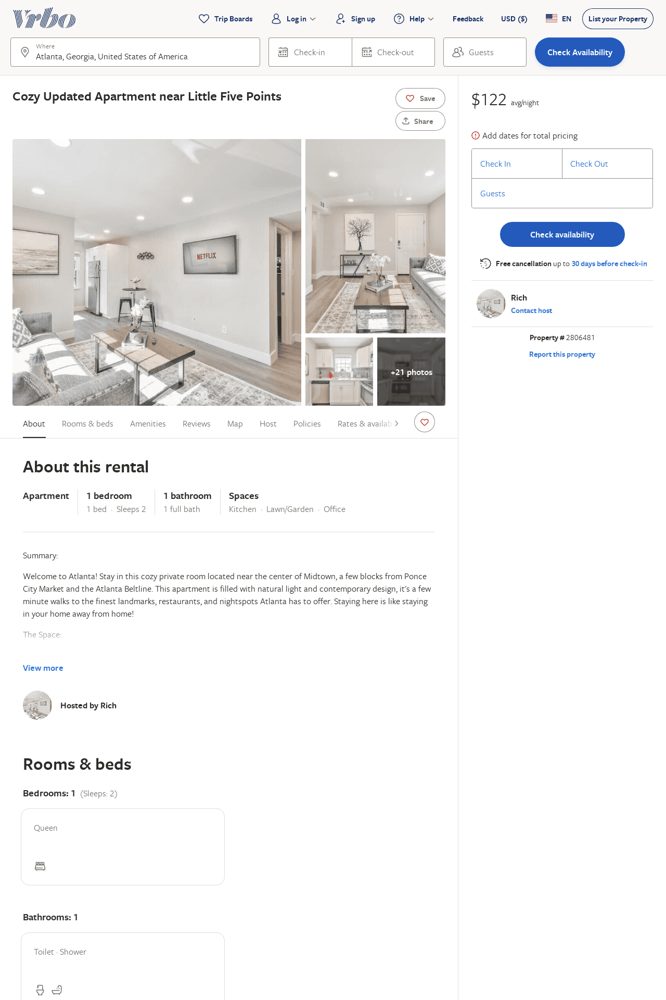 Vrbo
Trip Boards
Log in
Sign up
Help
Feedback
USD ($)
EN
List your Property
Where
Atlanta, Georgia, United States of America
Check-in
Check-out
Guests
Check Availability
Cozy Updated Apartment near Little Five Points
Save
Share
NETFLIX
LIVE
+21 photos
$122 avg/night
Add dates for total pricing
Check In
Check Out
Guests
Check availability
Free cancellation up to 30 days before check-in
Rich
Contact host
Property # 2806481
Report this property
About
Rooms & beds
Amenities
Reviews
Map
Host
Policies
Rates & availab
About this rental
Apartment
1 bedroom
1 bed · Sleeps 2
1 bathroom
1 full bath
Spaces
Kitchen · Lawn/Garden · Office
Summary:
Welcome to Atlanta! Stay in this cozy private room located near the center of Midtown, a few blocks from Ponce
City Market and the Atlanta Beltline. This apartment is filled with natural light and contemporary design, it's a few
minute walks to the finest landmarks, restaurants, and nightspots Atlanta has to offer. Staying here is like staying
in your home away from home!
The Space:
View more
Hosted by Rich
Rooms & beds
Bedrooms: 1 (Sleeps: 2)
Queen
Bathrooms: 1
Toilet · Shower